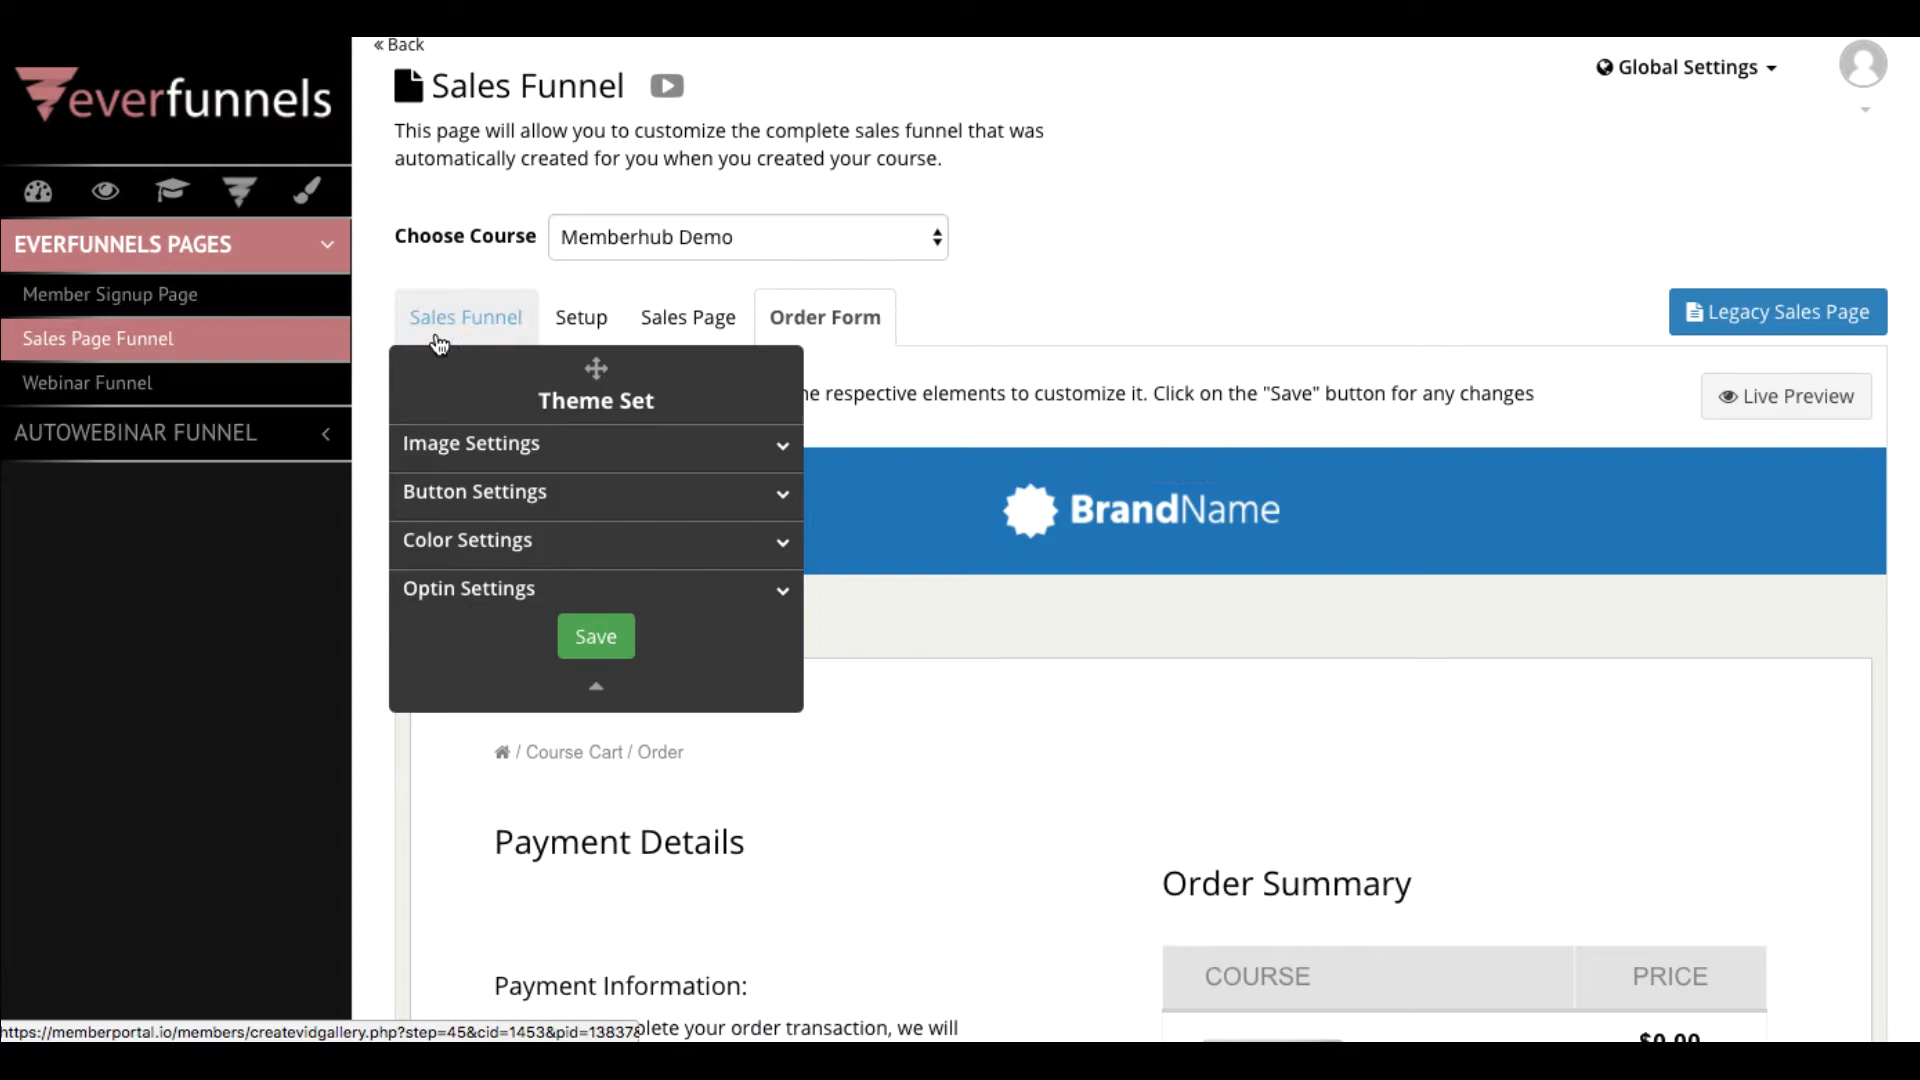 « Back
everfunnels
Sales Funnel
Global Settings
This page will allow you to customize the complete sales funnel that was
automatically created for you when you created your course.
Choose Course
Memberhub Demo
EVERFUNNELS PAGES
Member Signup Page
Sales Page Funnel
Webinar Funnel
AUTOWEBINAR FUNNEL
Sales Funnel
Setup
Sales Page
Order Form
Legacy Sales Page
respective elements to customize it. Click on the "Save" button for any changes
Live Preview
Theme Set
Image Settings
Button Settings
Color Settings
Optin Settings
Save
BrandName
/ Course Cart / Order
Payment Details
Order Summary
COURSE
PRICE
Payment Information:
your order transaction, we will
$0.00
https://memberportal.io/members/createvidgallery.php?step=45&cid=1453&pid=13837